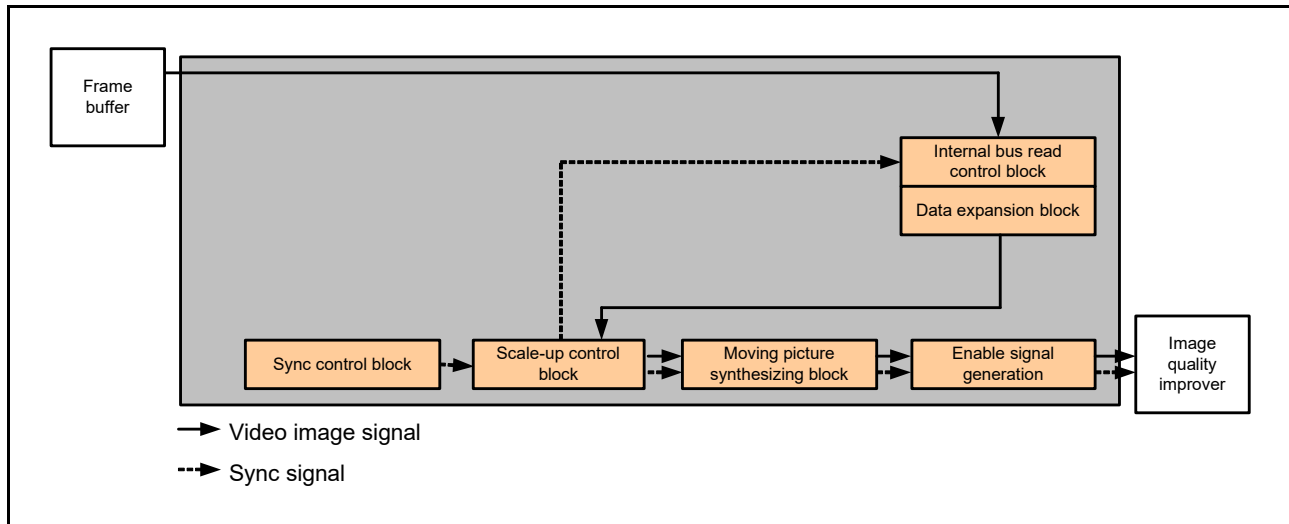 Frame
buffer
Internal bus read
control block
Data expansion block
Sync control block
Scale-up control
block
Moving picture
synthesizing block
Enable signal
generation
Image
quality
improver
Video image signal
Sync signal